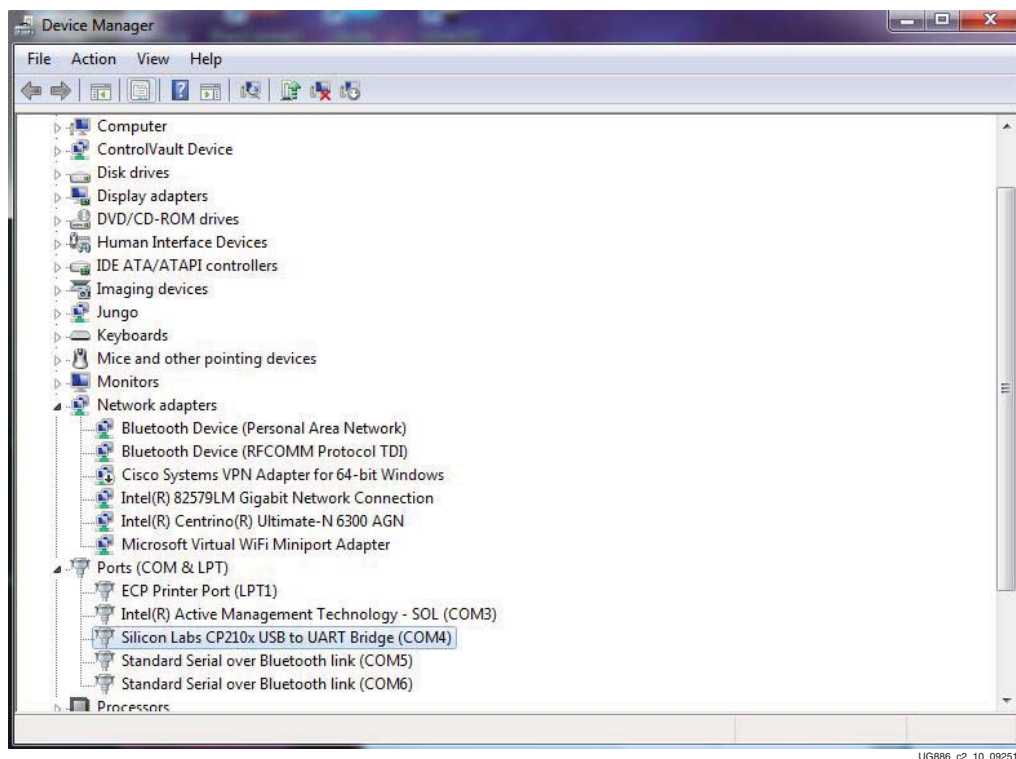 Device Manager
File Action View Help
Computer
ControlVault Device
Disk drives
Display adapters
DVD/CD-ROM drives
Human Interface Devices
IDE ATA/ATAPI controllers
Imaging devices
Jungo
Keyboards
Mice and other pointing devices
Monitors
Network adapters
Bluetooth Device (Personal Area Network)
Bluetooth Device (RFCOMM Protocol TDI)
Cisco Systems VPN Adapter for 64-bit Windows
Intel(R) 82579LM Gigabit Network Connection
Intel(R) Centrino(R) Ultimate-N 6300 AGN
Microsoft Virtual WiFi Miniport Adapter
Ports (COM & LPT)
ECP Printer Port (LPT1)
Intel(R) Active Management Technology - SOL (COM3)
Silicon Labs CP210x USB to UART Bridge (COM4)
Standard Serial over Bluetooth link (COM5)
Standard Serial over Bluetooth link (COM6)
Processors
UG886_c2_10_09251